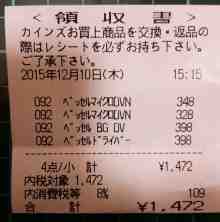 ＜ 領 収 書 ＞
カインズお買上商品を交換・返品の
際はレシートを必ずお持ち下さい。
ご了承下さい。
2015年12月10日(木) 15:15
092 ﾍﾞｯｾﾙﾏｲｸﾛDVN 348
092 ﾍﾞｯｾﾙﾏｲｸﾛDVN 328
092 ﾍﾞｯｾﾙ BG DV 398
092 ﾍﾞｯｾﾙﾄﾞﾗｲﾊﾞｰ 398
4点/小 計 ¥1,472
内税対象 1,472
内消費税等 8% 109
合 計 ¥1,472